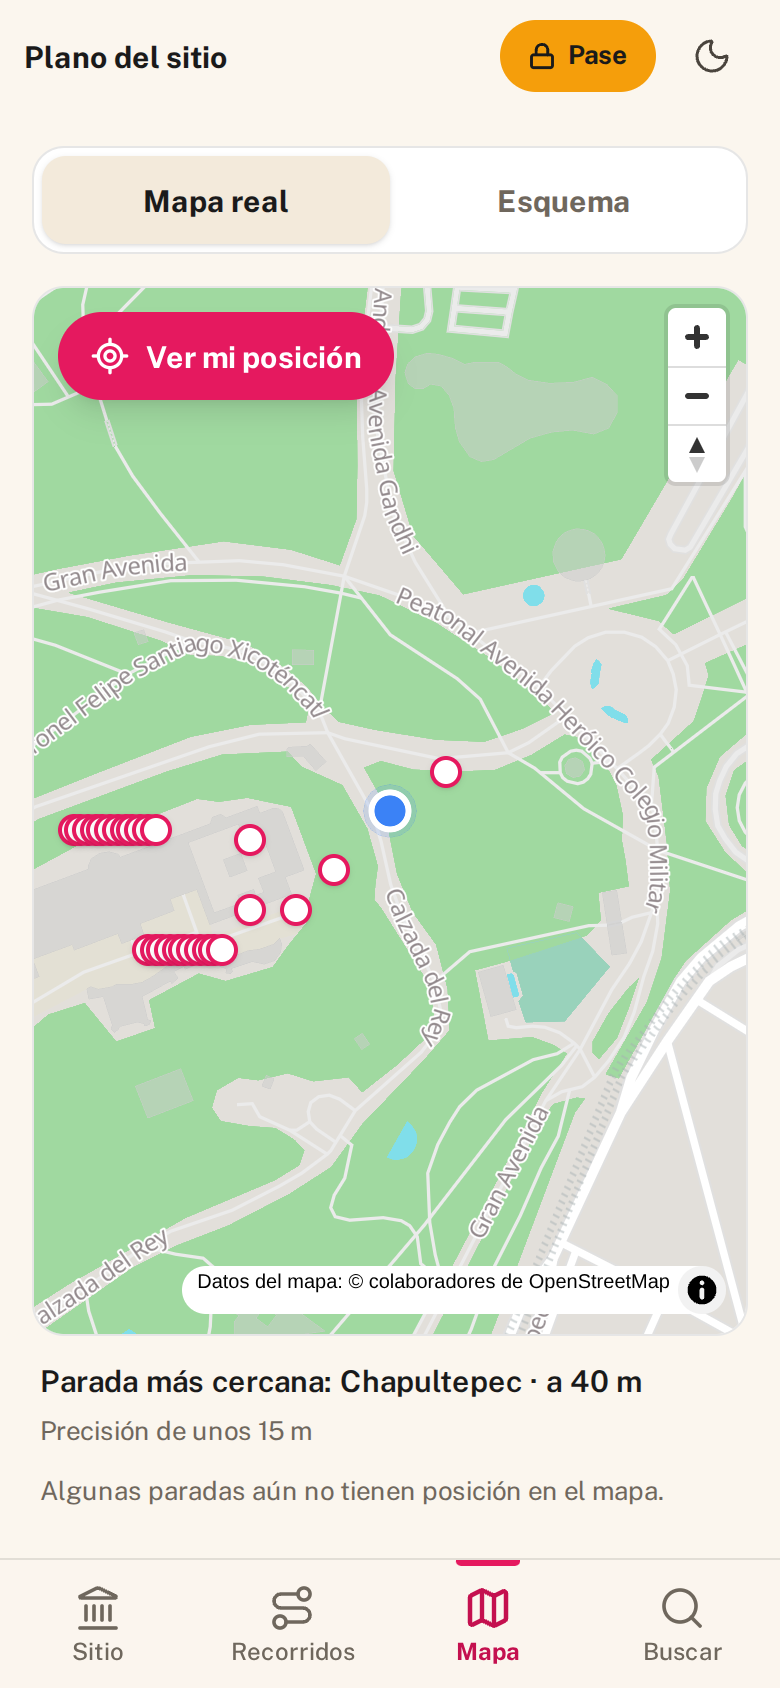 Plano del sitio
Pase
Mapa real
Esquema
Ver mi posición
Avenida Gandhi
Gran Avenida
Peatonal Avenida Heróico Colegio Militar
onel Felipe Santiago Xicoténcatl
Calzada del Rey
Gran Avenida
alzada del Rey
Datos del mapa: © colaboradores de OpenStreetMap
Parada más cercana: Chapultepec · a 40 m
Precisión de unos 15 m
Algunas paradas aún no tienen posición en el mapa.
Sitio
Recorridos
Mapa
Buscar